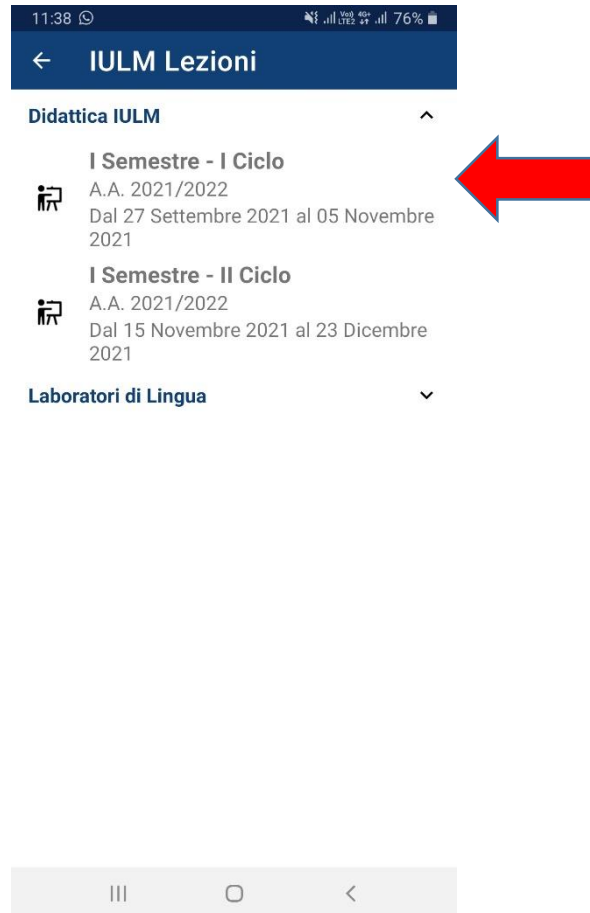 11:38 76%
IULM Lezioni
Didattica IULM
I Semestre - I Ciclo
A.A. 2021/2022
Dal 27 Settembre 2021 al 05 Novembre
2021
I Semestre - II Ciclo
A.A. 2021/2022
Dal 15 Novembre 2021 al 23 Dicembre
2021
Laboratori di Lingua